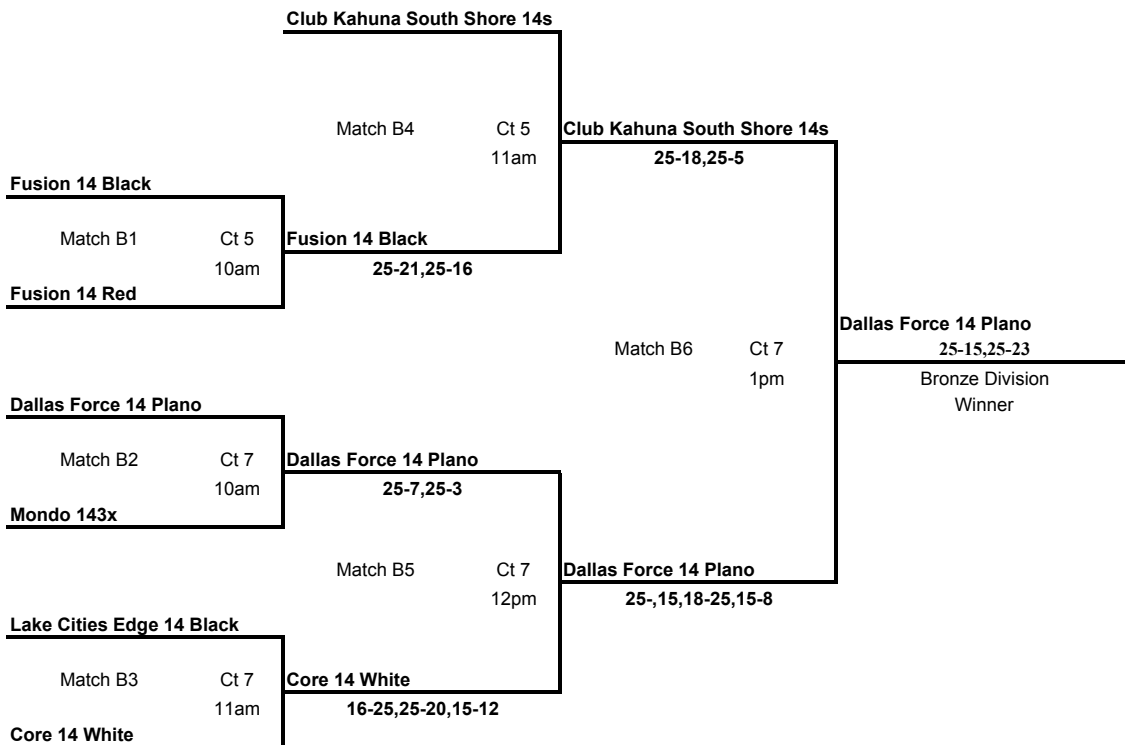 Club Kahuna South Shore 14s
Match B4 Ct 5 Club Kahuna South Shore 14s
11am 25-18,25-5
Fusion 14 Black
Match B1 Ct 5 Fusion 14 Black
10am 25-21,25-16
Fusion 14 Red
Dallas Force 14 Plano
Match B6 Ct 7 25-15,25-23
1pm Bronze Division
Winner
Dallas Force 14 Plano
Match B2 Ct 7 Dallas Force 14 Plano
10am 25-7,25-3
Mondo 143x
Match B5 Ct 7 Dallas Force 14 Plano
12pm 25-,15,18-25,15-8
Lake Cities Edge 14 Black
Match B3 Ct 7 Core 14 White
11am 16-25,25-20,15-12
Core 14 White